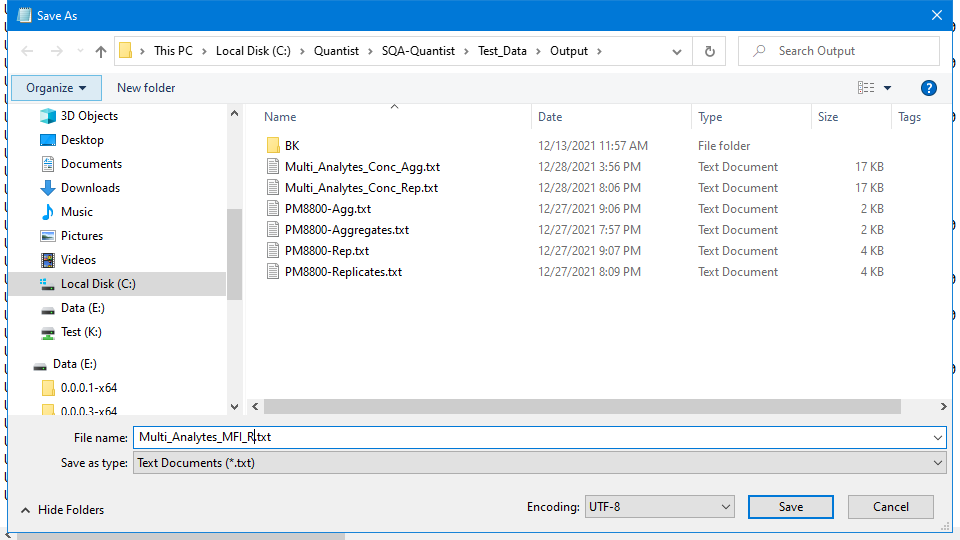 Save As
This PC > Local Disk (C:) > Quantist > SQA-Quantist > Test_Data > Output >
Search Output
Organize
New folder
3D Objects
Desktop
Documents
Downloads
Music
Pictures
Videos
Local Disk (C:)
Data (E:)
Test (K:)
Data (E:)
0.0.0.1-x64
0.0.0.3-x64
Name Date Type Size Tags
BK 12/13/2021 11:57 AM File folder
Multi_Analytes_Conc_Agg.txt 12/28/2021 3:56 PM Text Document 17 KB
Multi_Analytes_Conc_Rep.txt 12/28/2021 8:06 PM Text Document 17 KB
PM8800-Agg.txt 12/27/2021 9:06 PM Text Document 2 KB
PM8800-Aggregates.txt 12/27/2021 7:57 PM Text Document 2 KB
PM8800-Rep.txt 12/27/2021 9:07 PM Text Document 4 KB
PM8800-Replicates.txt 12/27/2021 8:09 PM Text Document 4 KB
File name: Multi_Analytes_MFI_R.txt
Save as type: Text Documents (*.txt)
Hide Folders
Encoding: UTF-8
Save
Cancel